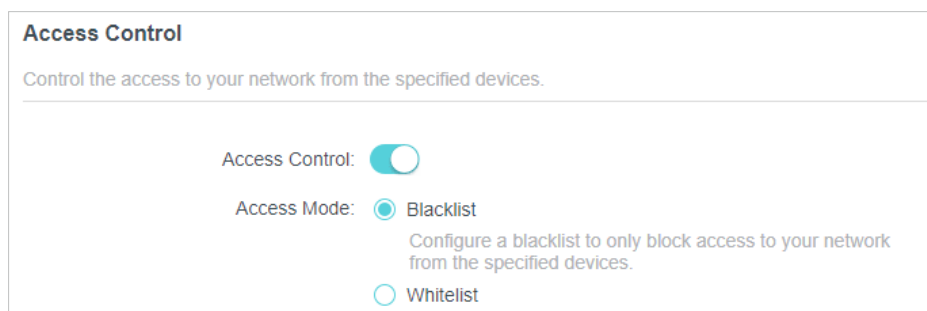 Access Control
Control the access to your network from the specified devices.
Access Control:
Access Mode: Blacklist
Configure a blacklist to only block access to your network
from the specified devices.
Whitelist